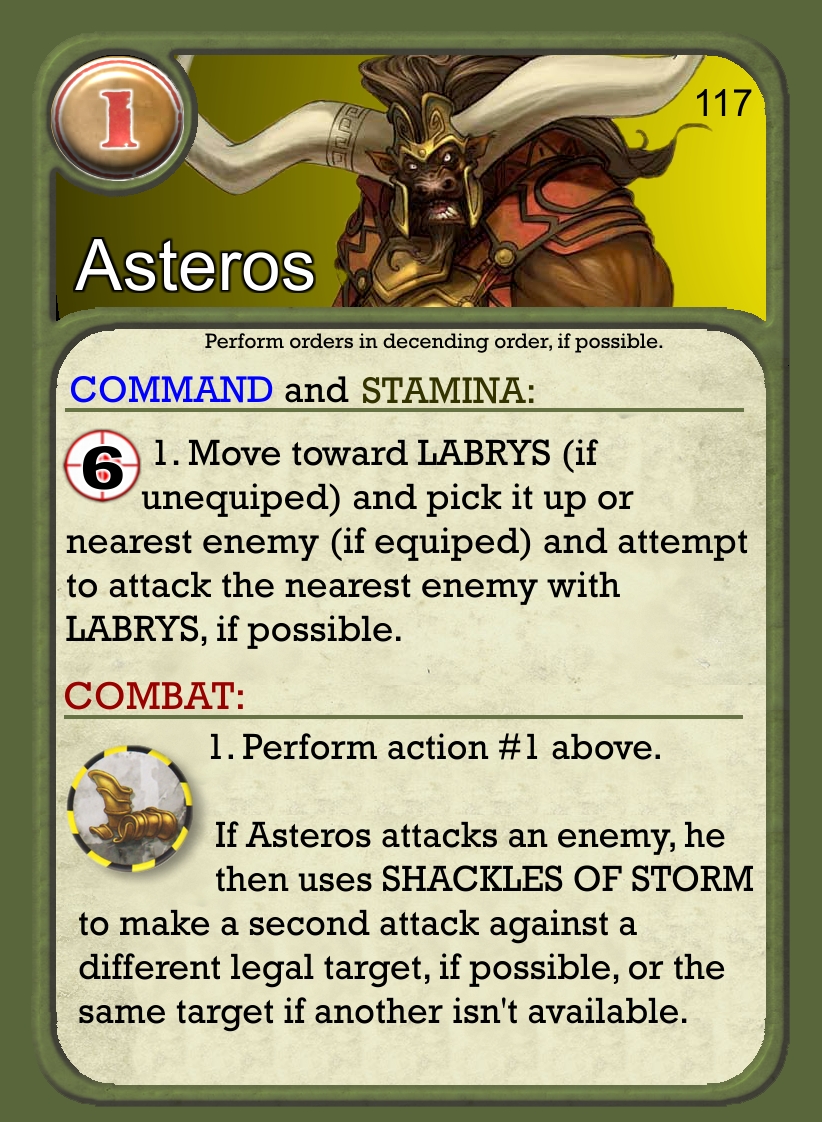 1
117
Asteros
Perform orders in decending order, if possible.
COMMAND and STAMINA:
6
1. Move toward LABRYS (if
unequiped) and pick it up or
nearest enemy (if equiped) and attempt
to attack the nearest enemy with
LABRYS, if possible.
COMBAT:
1. Perform action #1 above.
If Asteros attacks an enemy, he
then uses SHACKLES OF STORM
to make a second attack against a
different legal target, if possible, or the
same target if another isn't available.